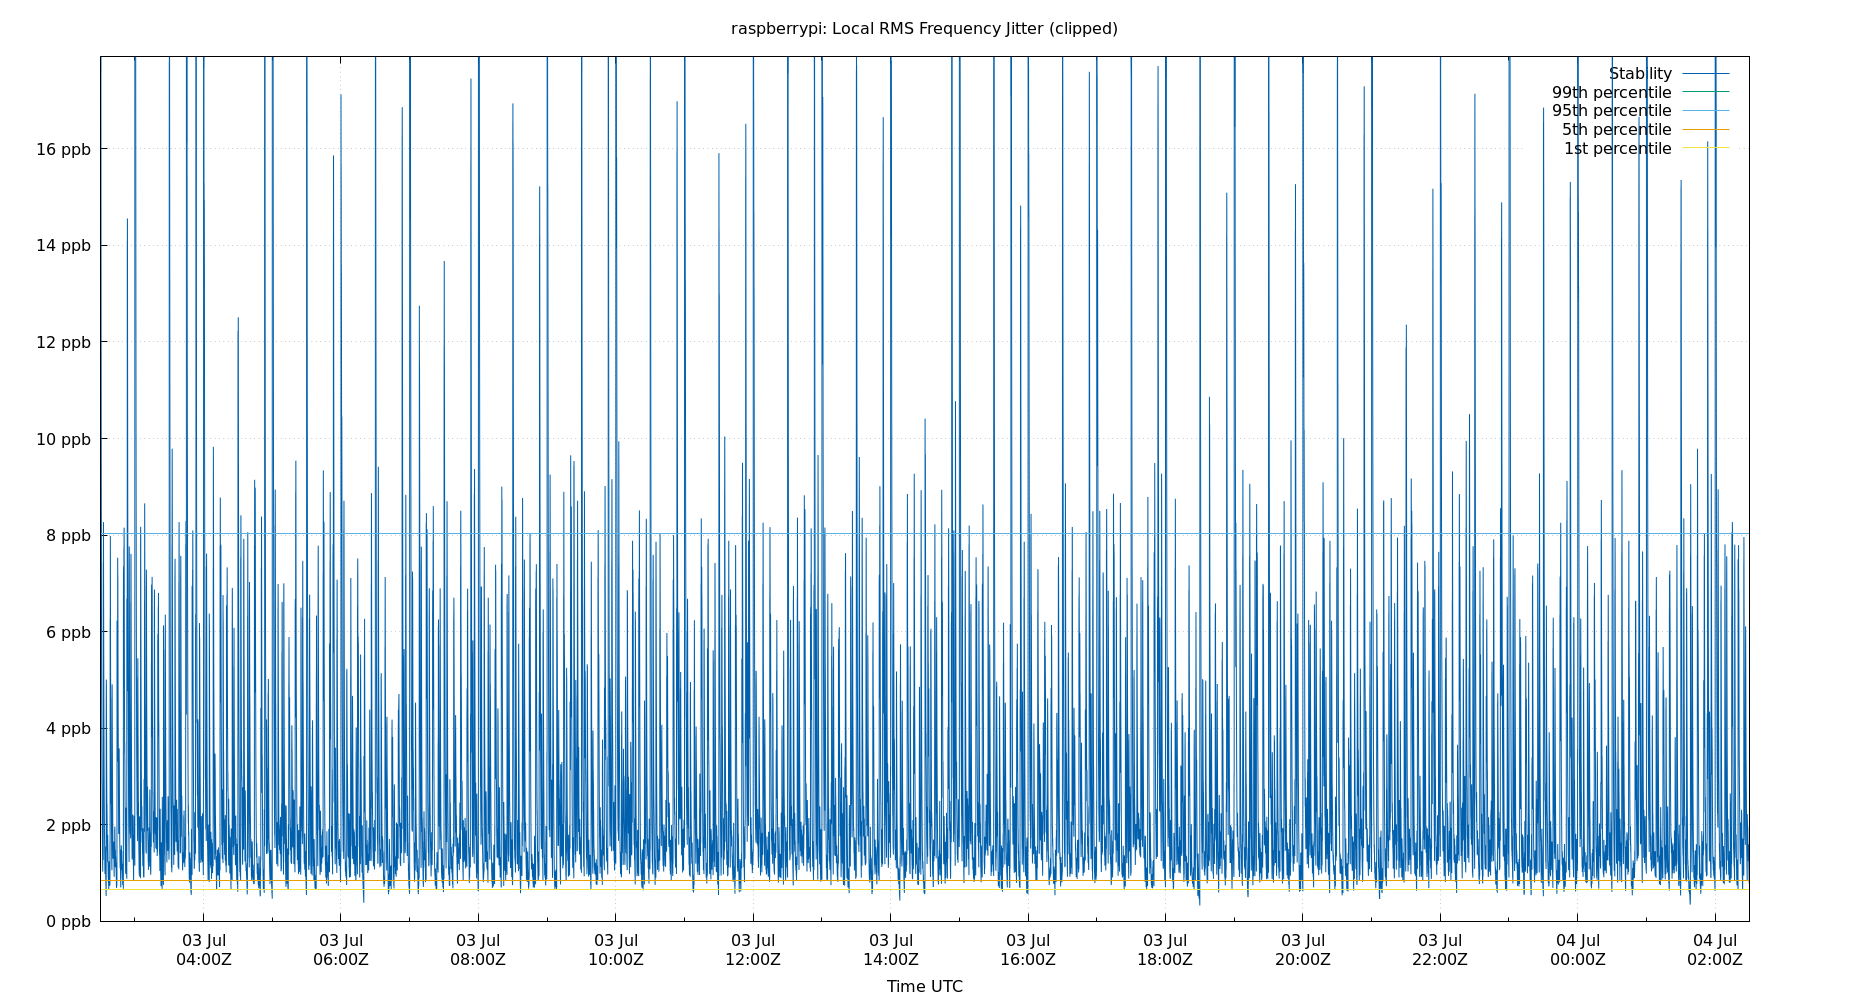 raspberrypi: Local RMS Frequency Jitter (clipped)
Stability
99th percentile
95th percentile
5th percentile
1st percentile
16 ppb
14 ppb
12 ppb
10 ppb
8 ppb
6 ppb
4 ppb
2 ppb
0 ppb
03 Jul 03 Jul 03 Jul 03 Jul 03 Jul 03 Jul 03 Jul 03 Jul 03 Jul 03 Jul 04 Jul 04 Jul
04:00Z 06:00Z 08:00Z 10:00Z 12:00Z 14:00Z 16:00Z 18:00Z 20:00Z 22:00Z 00:00Z 02:00Z
Time UTC